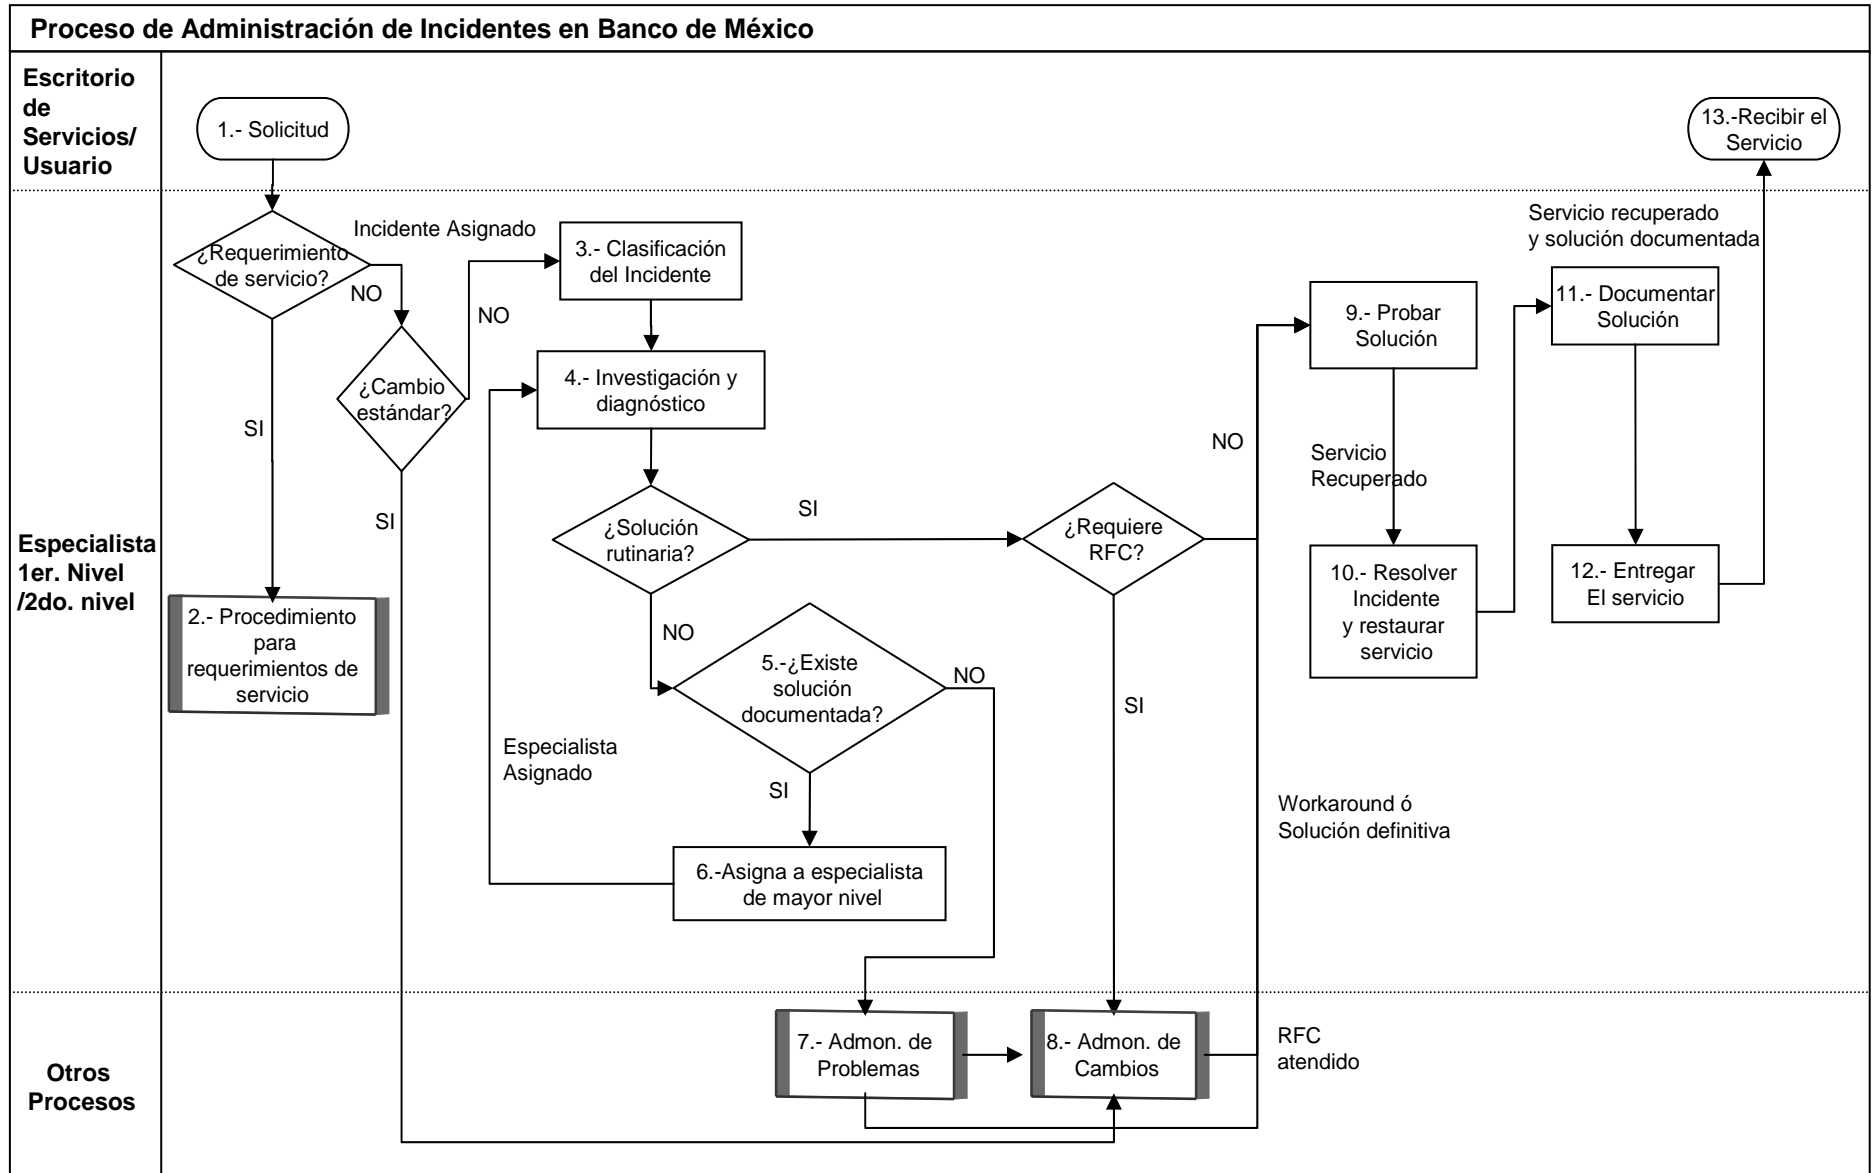 Proceso de Administración de Incidentes en Banco de México
Escritorio
de
Servicios/
Usuario
1.- Solicitud
13.-Recibir el
Servicio
Especialista
1er. Nivel
/2do. nivel
¿Requerimiento
de servicio?
NO
SI
Incidente Asignado
¿Cambio
estándar?
NO
SI
2.- Procedimiento
para
requerimientos de
servicio
3.- Clasificación
del Incidente
4.- Investigación y
diagnóstico
¿Solución
rutinaria?
SI
NO
5.-¿Existe
solución
documentada?
NO
SI
Especialista
Asignado
6.-Asigna a especialista
de mayor nivel
¿Requiere
RFC?
NO
SI
Workaround ó
Solución definitiva
9.- Probar
Solución
Servicio
Recuperado
10.- Resolver
Incidente
y restaurar
servicio
Servicio recuperado
y solución documentada
11.- Documentar
Solución
12.- Entregar
El servicio
Otros
Procesos
7.- Admon. de
Problemas
8.- Admon. de
Cambios
RFC
atendido